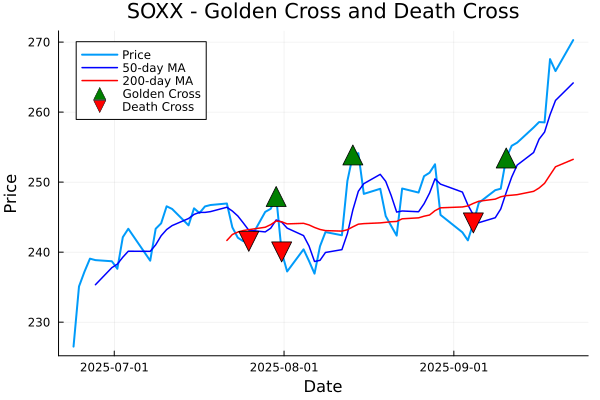 SOXX - Golden Cross and Death Cross
270
260
250
240
230
Price
Price
50-day MA
200-day MA
Golden Cross
Death Cross
2025-07-01
2025-08-01
2025-09-01
Date